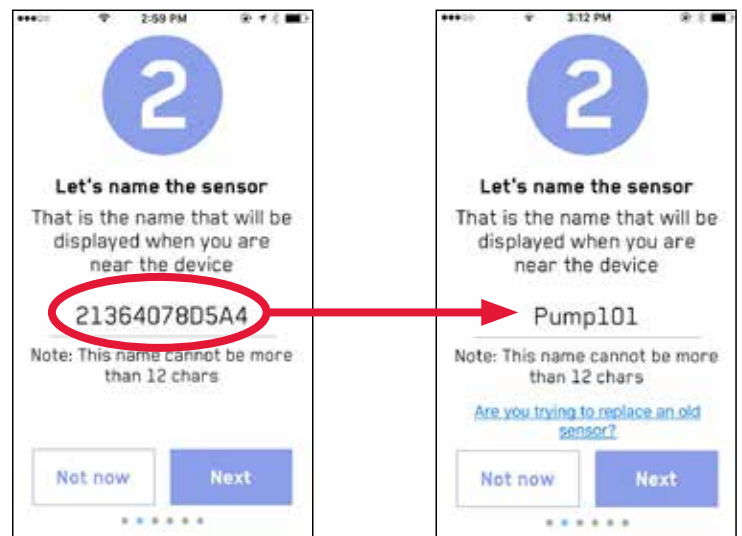 2:59 PM
2
Let's name the sensor
That is the name that will be
displayed when you are
near the device
21364078D5A4
Note: This name cannot be more
than 12 chars
Not now
Next
3:12 PM
2
Let's name the sensor
That is the name that will be
displayed when you are
near the device
Pump101
Note: This name cannot be more
than 12 chars
Are you trying to replace an old
sensor?
Not now
Next